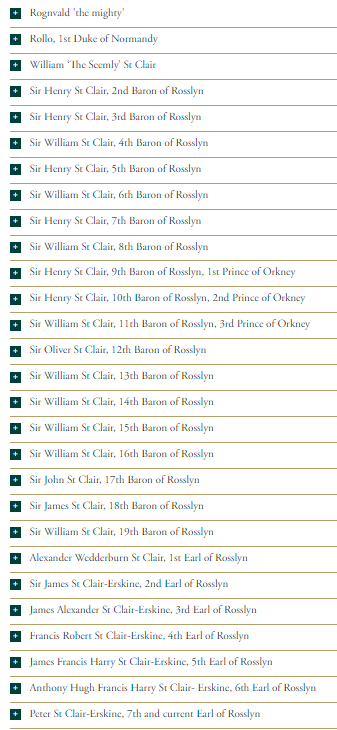 Rognvald 'the mighty'
Rollo, 1st Duke of Normandy
William ‘The Seemly’ St Clair
Sir Henry St Clair, 2nd Baron of Rosslyn
Sir Henry St Clair, 3rd Baron of Rosslyn
Sir William St Clair, 4th Baron of Rosslyn
Sir Henry St Clair, 5th Baron of Rosslyn
Sir William St Clair, 6th Baron of Rosslyn
Sir Henry St Clair, 7th Baron of Rosslyn
Sir William St Clair, 8th Baron of Rosslyn
Sir Henry St Clair, 9th Baron of Rosslyn, 1st Prince of Orkney
Sir Henry St Clair, 10th Baron of Rosslyn, 2nd Prince of Orkney
Sir William St Clair, 11th Baron of Rosslyn, 3rd Prince of Orkney
Sir Oliver St Clair, 12th Baron of Rosslyn
Sir William St Clair, 13th Baron of Rosslyn
Sir William St Clair, 14th Baron of Rosslyn
Sir William St Clair, 15th Baron of Rosslyn
Sir William St Clair, 16th Baron of Rosslyn
Sir John St Clair, 17th Baron of Rosslyn
Sir James St Clair, 18th Baron of Rosslyn
Sir William St Clair, 19th Baron of Rosslyn
Alexander Wedderburn St Clair, 1st Earl of Rosslyn
Sir James St Clair-Erskine, 2nd Earl of Rosslyn
James Alexander St Clair-Erskine, 3rd Earl of Rosslyn
Francis Robert St Clair-Erskine, 4th Earl of Rosslyn
James Francis Harry St Clair-Erskine, 5th Earl of Rosslyn
Anthony Hugh Francis Harry St Clair- Erskine, 6th Earl of Rosslyn
Peter St Clair-Erskine, 7th and current Earl of Rosslyn